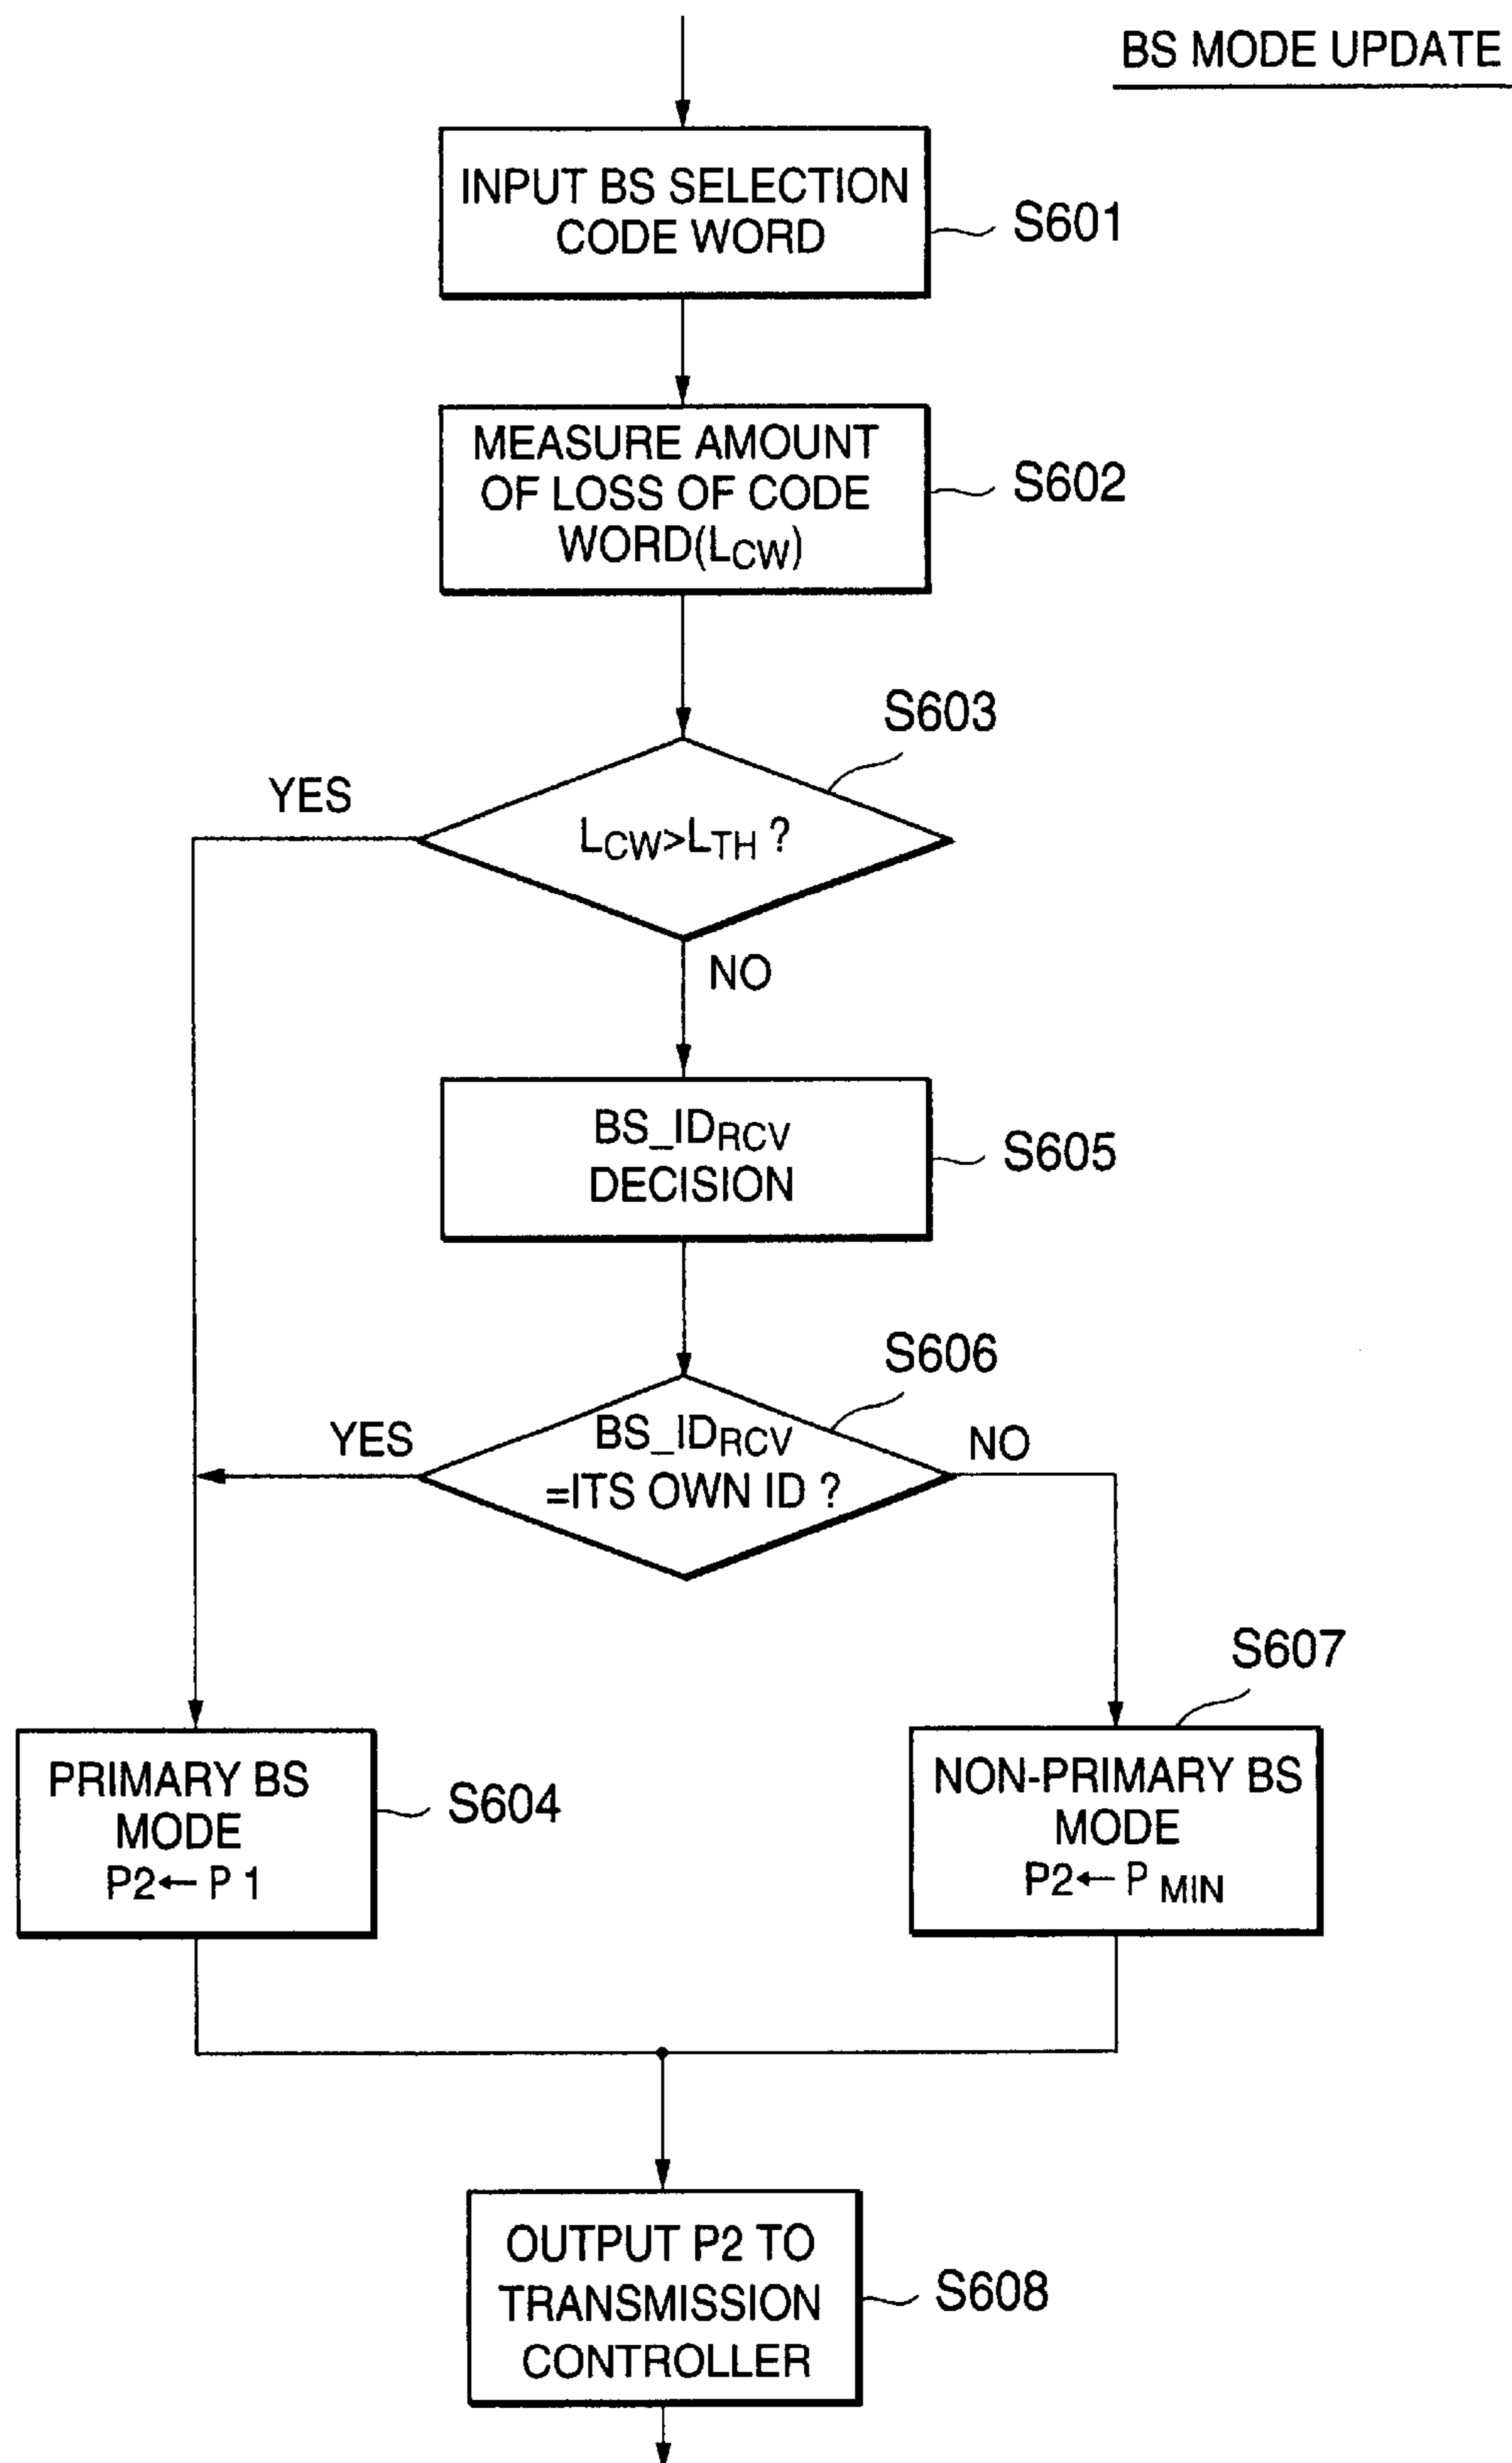 BS MODE UPDATE
INPUT BS SELECTION
CODE WORD
S601
MEASURE AMOUNT
OF LOSS OF CODE
WORD(LCW)
S602
S603
YES
LCW>LTH ?
NO
BS_IDRCV
DECISION
S605
S606
YES
BS_IDRCV
=ITS OWN ID ?
NO
S607
PRIMARY BS
MODE
P2← P 1
S604
NON-PRIMARY BS
MODE
P2← P MIN
OUTPUT P2 TO
TRANSMISSION
CONTROLLER
S608